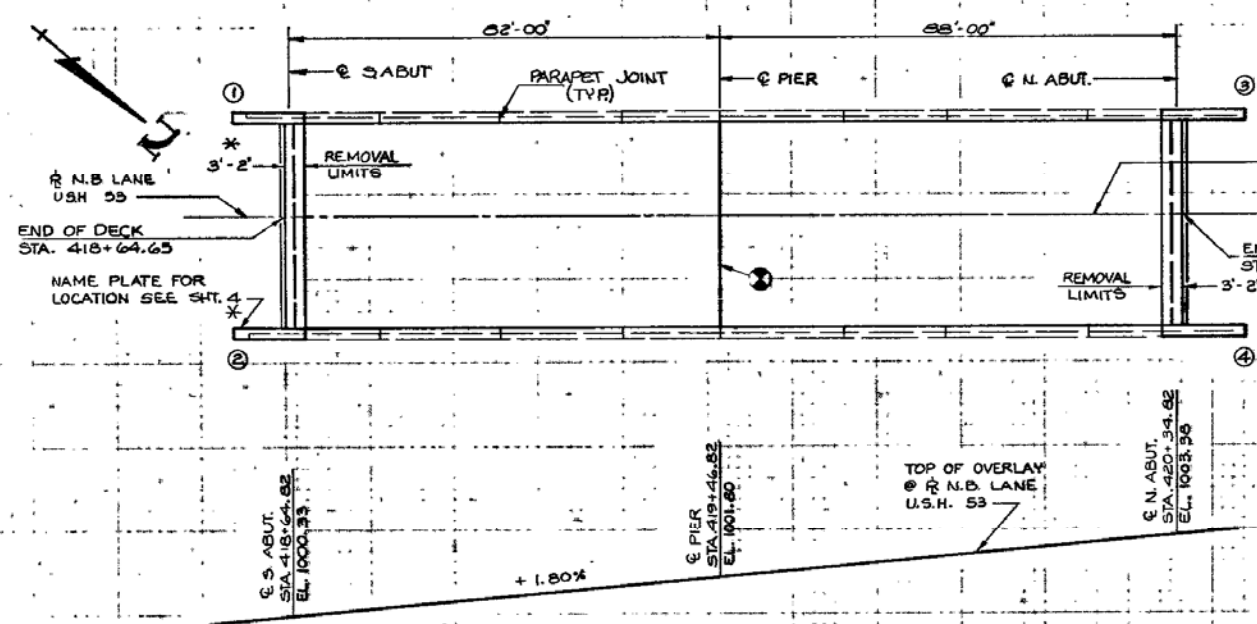 82'-00"
88'-00"
℄ S. ABUT
PARAPET JOINT
(TYP.)
℄ PIER
℄ N. ABUT.
①
③
*
3'-2"
REMOVAL
LIMITS
N.B. LANE
U.S.H 53
END OF DECK
STA. 418+64.65
NAME PLATE FOR
LOCATION SEE SHT. 4
*
REMOVAL
LIMITS
3'-2"
②
④
℄ S. ABUT.
STA. 418+64.82
EL. 1000.33
+ 1.80%
℄ PIER
STA. 419+46.82
EL. 1001.80
TOP OF OVERLAY
@ N.B. LANE
U.S.H. 53
℄ N. ABUT.
STA. 420+34.82
EL. 1003.38